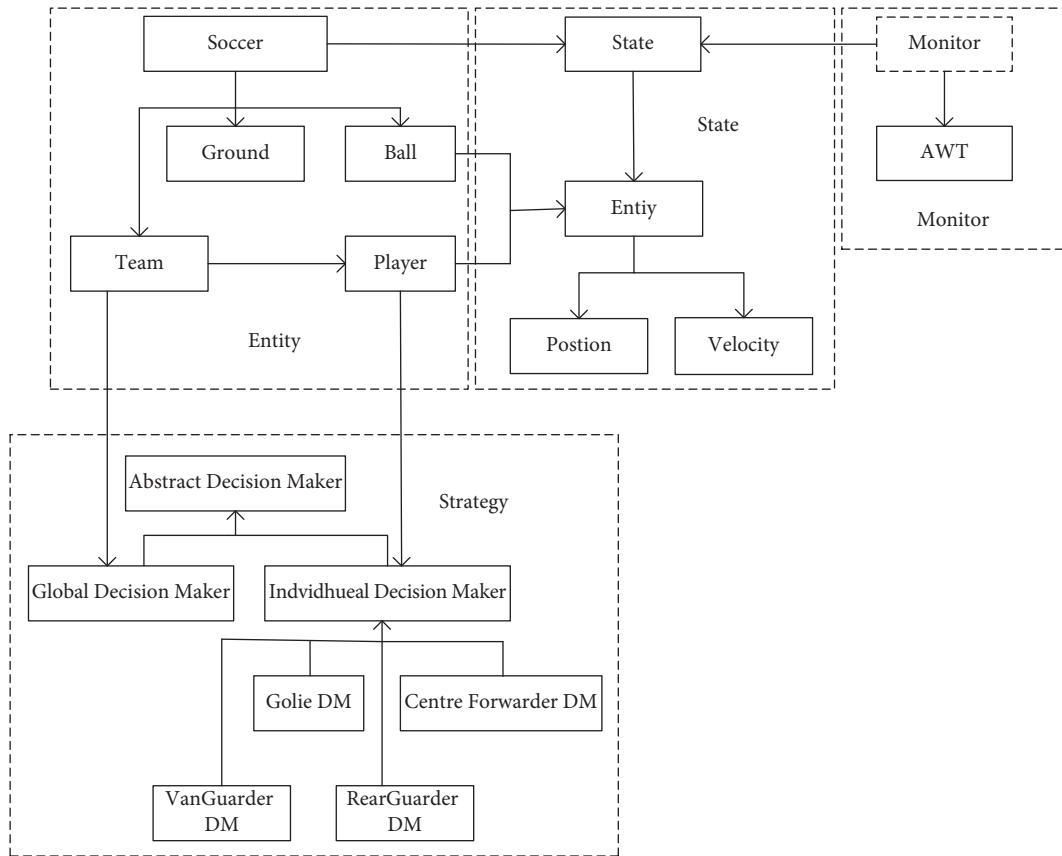 Soccer
State
Monitor
Ground
Ball
State
AWT
Entiy
Monitor
Team
Player
Entity
Postion
Velocity
Abstract Decision Maker
Strategy
Global Decision Maker
Indvidhueal Decision Maker
Golie DM
Centre Forwarder DM
VanGuarder
DM
RearGuarder
DM